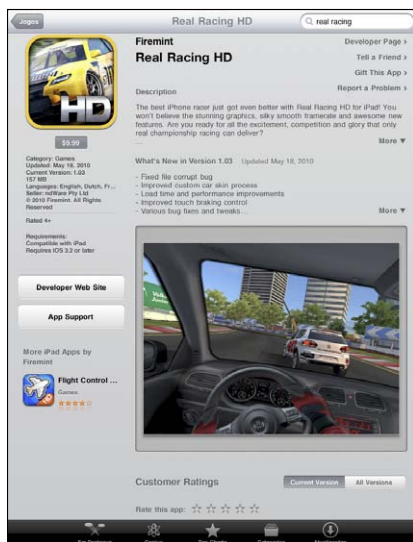 Jogos
Real Racing HD
real racing
Firemint
Real Racing HD
Developer Page ›
Tell a Friend ›
Gift This App ›
Report a Problem ›
HD
$9.99
Category: Games
Updated: May 18, 2010
Current Version: 1.03
157 MB
Languages: English, Dutch, Fr...
Seller: ndWare Pty Ltd
© 2010 Firemint. All Rights
Reserved
Rated 4+
Requirements:
Compatible with iPad
Requires iOS 3.2 or later
Developer Web Site
App Support
More iPad Apps by
Firemint
Flight Control ...
Games
Description
The best iPhone racer just got even better with Real Racing HD for iPad! You
won't believe the stunning graphics, silky smooth framerate and awesome new
features. Are you ready for all the excitement, competition and glory that only
real championship racing can deliver?
...
More ▼
What's New in Version 1.03 Updated May 18, 2010
- Fixed file corrupt bug
- Improved custom car skin process
- Load time and performance improvements
- Improved touch braking control
- Various bug fixes and tweaks...
More ▼
Customer Ratings
Current Version
All Versions
Rate this app: